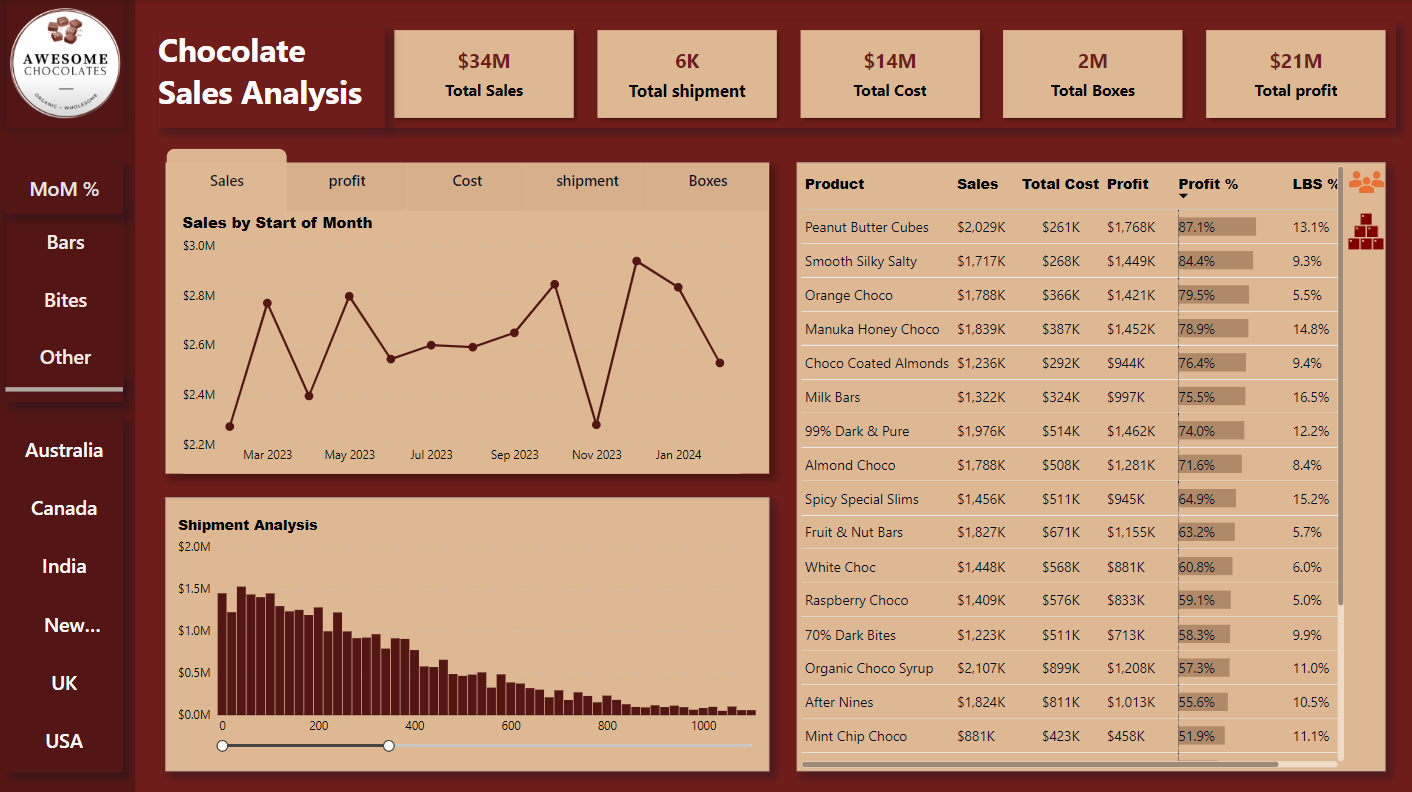 AWESOME
CHOCOLATES
ORGANIC - WHOLESOME
Chocolate
Sales Analysis
$34M
Total Sales
6K
Total shipment
$14M
Total Cost
2M
Total Boxes
$21M
Total profit
MoM %
Bars
Bites
Other
Australia
Canada
India
New...
UK
USA
Sales profit Cost shipment Boxes
Sales by Start of Month
$3.0M
$2.8M
$2.6M
$2.4M
$2.2M
Mar 2023 May 2023 Jul 2023 Sep 2023 Nov 2023 Jan 2024
Shipment Analysis
$2.0M
$1.5M
$1.0M
$0.5M
$0.0M
0 200 400 600 800 1000
Product Sales Total Cost Profit Profit % LBS %
Peanut Butter Cubes $2,029K $261K $1,768K 87.1% 13.1%
Smooth Silky Salty $1,717K $268K $1,449K 84.4% 9.3%
Orange Choco $1,788K $366K $1,421K 79.5% 5.5%
Manuka Honey Choco $1,839K $387K $1,452K 78.9% 14.8%
Choco Coated Almonds $1,236K $292K $944K 76.4% 9.4%
Milk Bars $1,322K $324K $997K 75.5% 16.5%
99% Dark & Pure $1,976K $514K $1,462K 74.0% 12.2%
Almond Choco $1,788K $508K $1,281K 71.6% 8.4%
Spicy Special Slims $1,456K $511K $945K 64.9% 15.2%
Fruit & Nut Bars $1,827K $671K $1,155K 63.2% 5.7%
White Choc $1,448K $568K $881K 60.8% 6.0%
Raspberry Choco $1,409K $576K $833K 59.1% 5.0%
70% Dark Bites $1,223K $511K $713K 58.3% 9.9%
Organic Choco Syrup $2,107K $899K $1,208K 57.3% 11.0%
After Nines $1,824K $811K $1,013K 55.6% 10.5%
Mint Chip Choco $881K $423K $458K 51.9% 11.1%